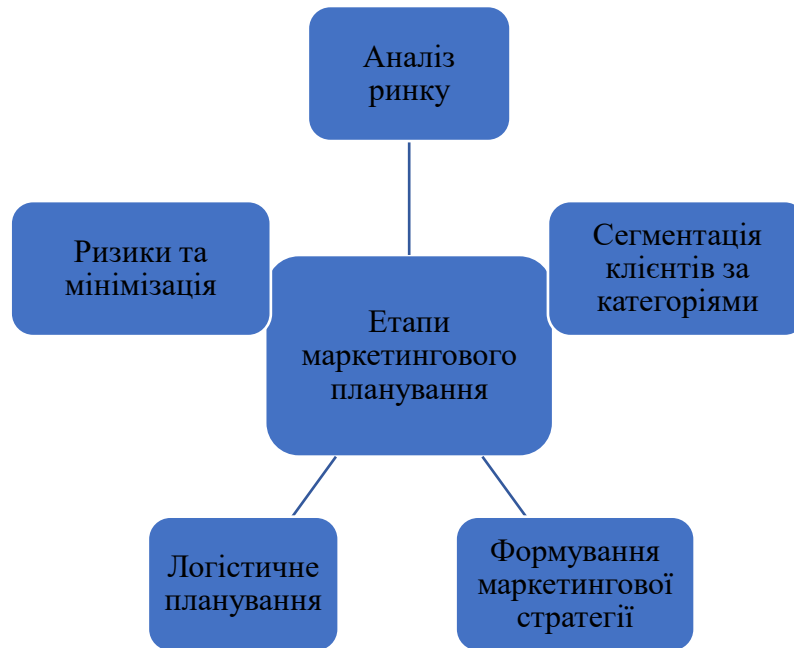 Аналіз
ринку
Сегментація
клієнтів за
категоріями
Ризики та
мінімізація
Етапи
маркетингового
планування
Формування
маркетингової
стратегії
Логістичне
планування